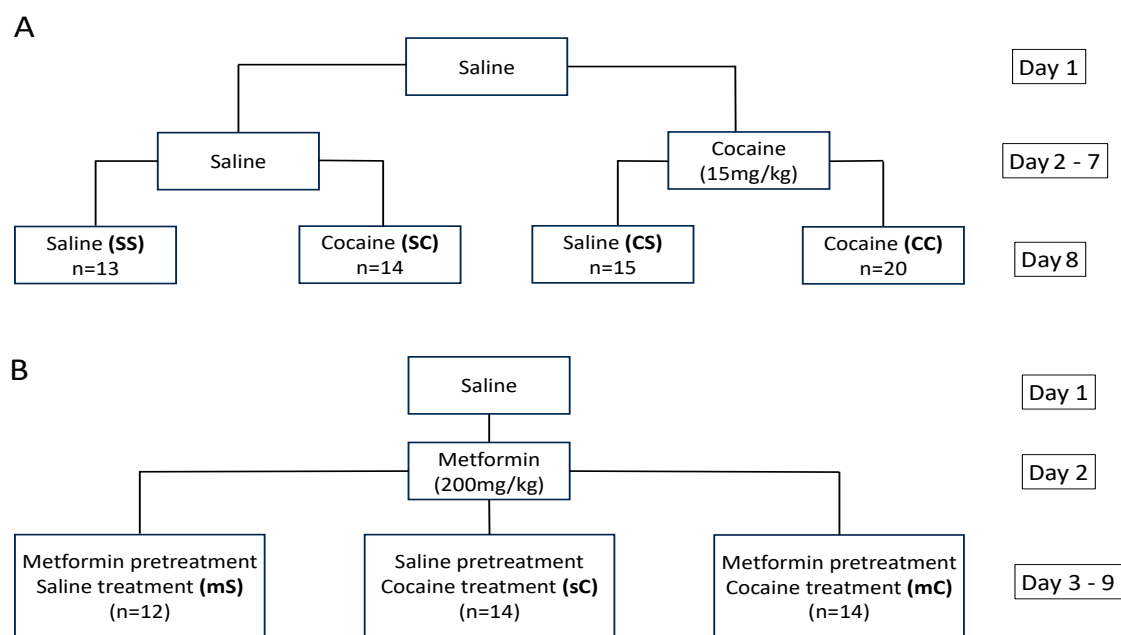 A
Saline
Day 1
Saline
Cocaine
(15mg/kg)
Day 2 - 7
Saline (SS)
n=13
Cocaine (SC)
n=14
Saline (CS)
n=15
Cocaine (CC)
n=20
Day 8
B
Saline
Day 1
Metformin
(200mg/kg)
Day 2
Metformin pretreatment
Saline treatment (mS)
(n=12)
Saline pretreatment
Cocaine treatment (sC)
(n=14)
Metformin pretreatment
Cocaine treatment (mC)
(n=14)
Day 3 - 9